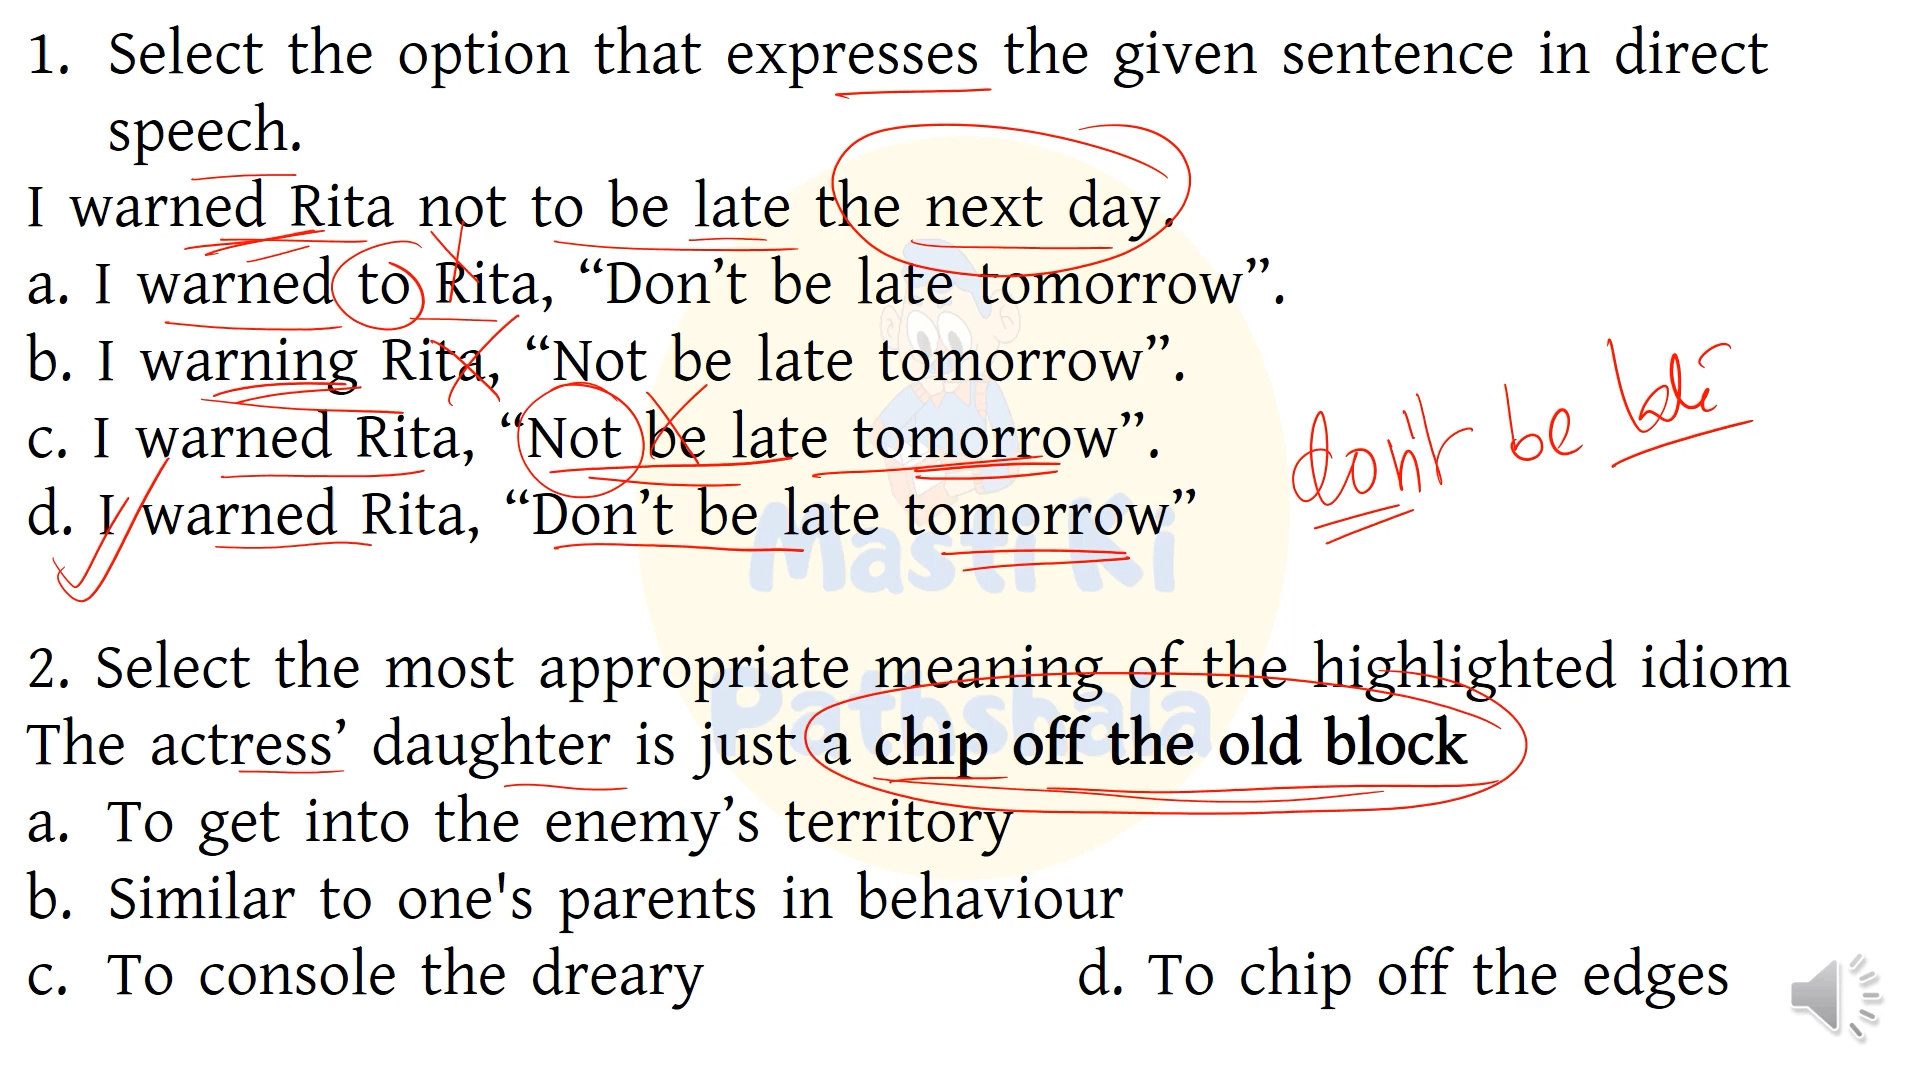 1. Select the option that expresses the given sentence in direct
speech.
I warned Rita not to be late the next day.
a. I warned to Rita, “Don’t be late tomorrow”.
b. I warning Rita, “Not be late tomorrow”.
c. I warned Rita, “Not be late tomorrow”.
d. I warned Rita, “Don’t be late tomorrow”
don't be
Masti Ki
Pathshala
2. Select the most appropriate meaning of the highlighted idiom
The actress’ daughter is just a chip off the old block
a. To get into the enemy’s territory
b. Similar to one's parents in behaviour
c. To console the dreary d. To chip off the edges